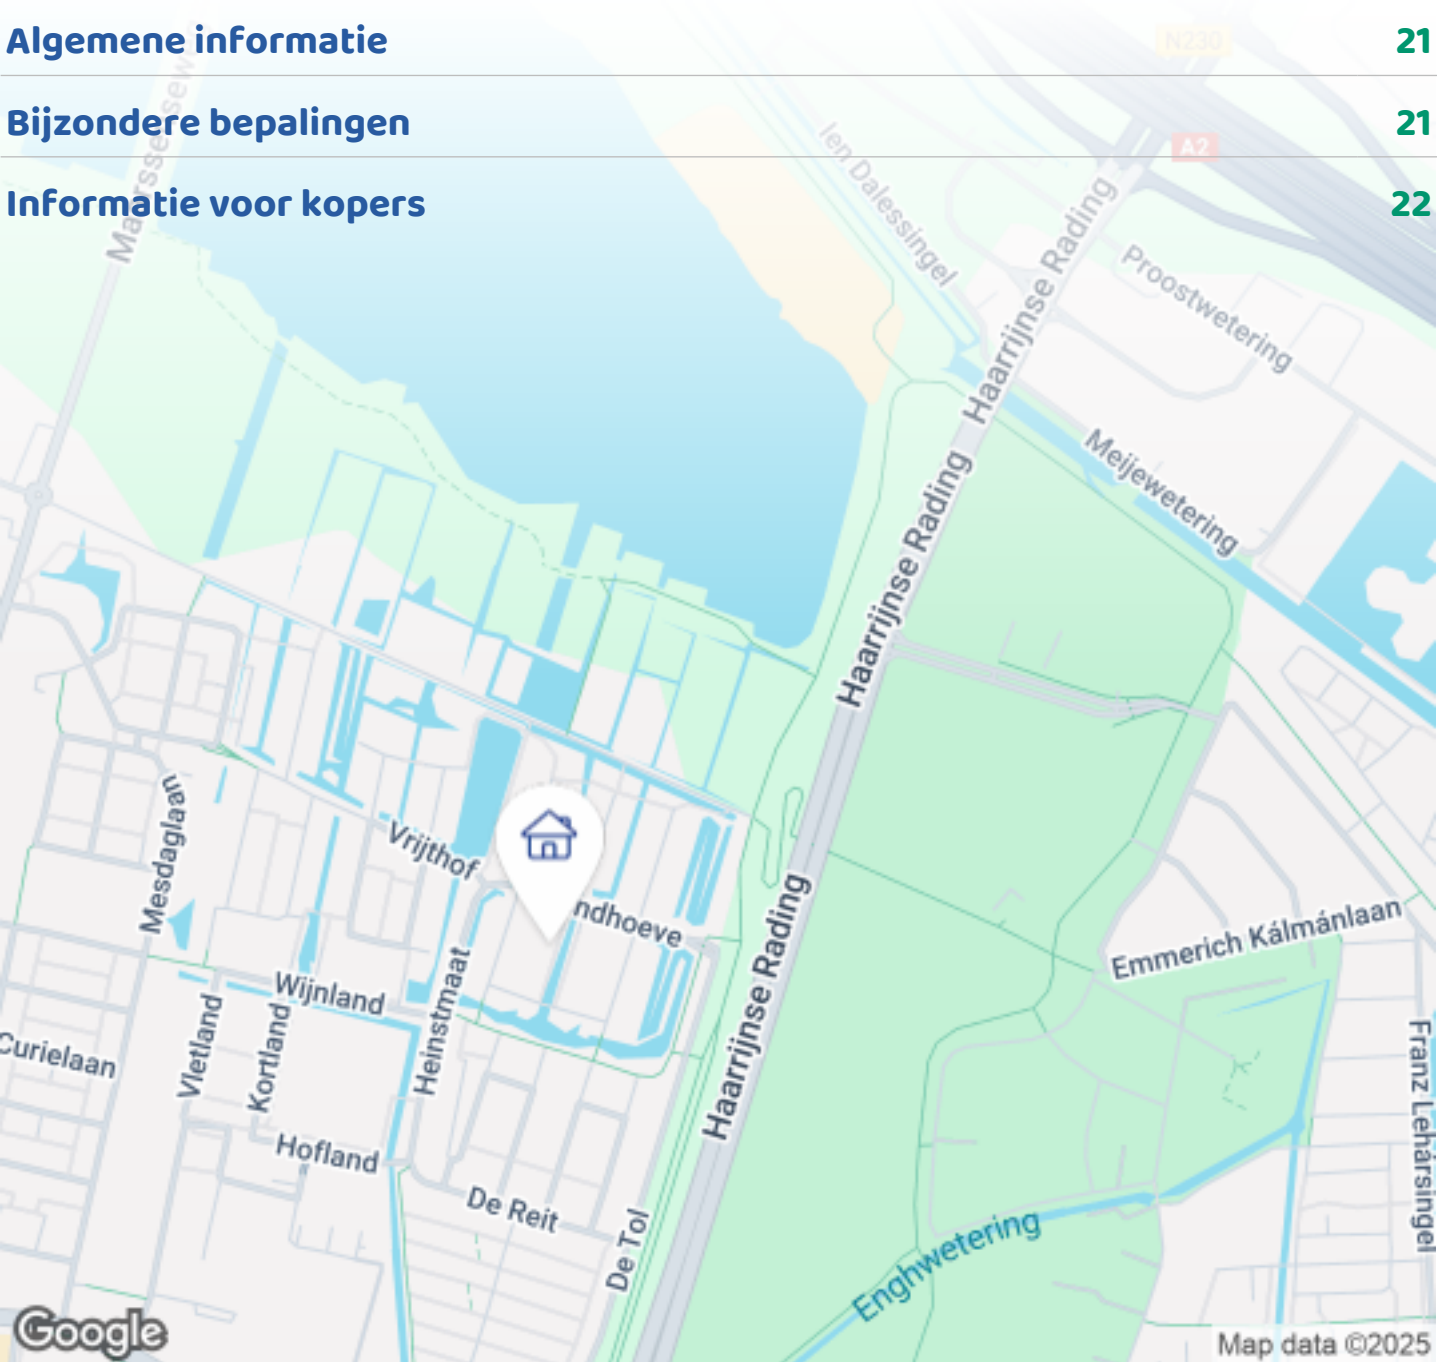 Algemene informatie 21
Bijzondere bepalingen 21
Informatie voor kopers 22
N230
A2
Ien Dalessingel
Haarrijnse Rading
Proostwetering
Meijewetering
Haarrijnse Rading
Haarrijnse Rading
Mesdaglaan
Vrijthof
ndhoeve
Emmerich Kálmánlaan
Wijnland
Vletland
Kortland
Heinstmaat
Haarrijnse Rading
Curielaan
Franz Lehársingel
Hofland
De Reit
De Tol
Enghwetering
Google
Map data ©2025